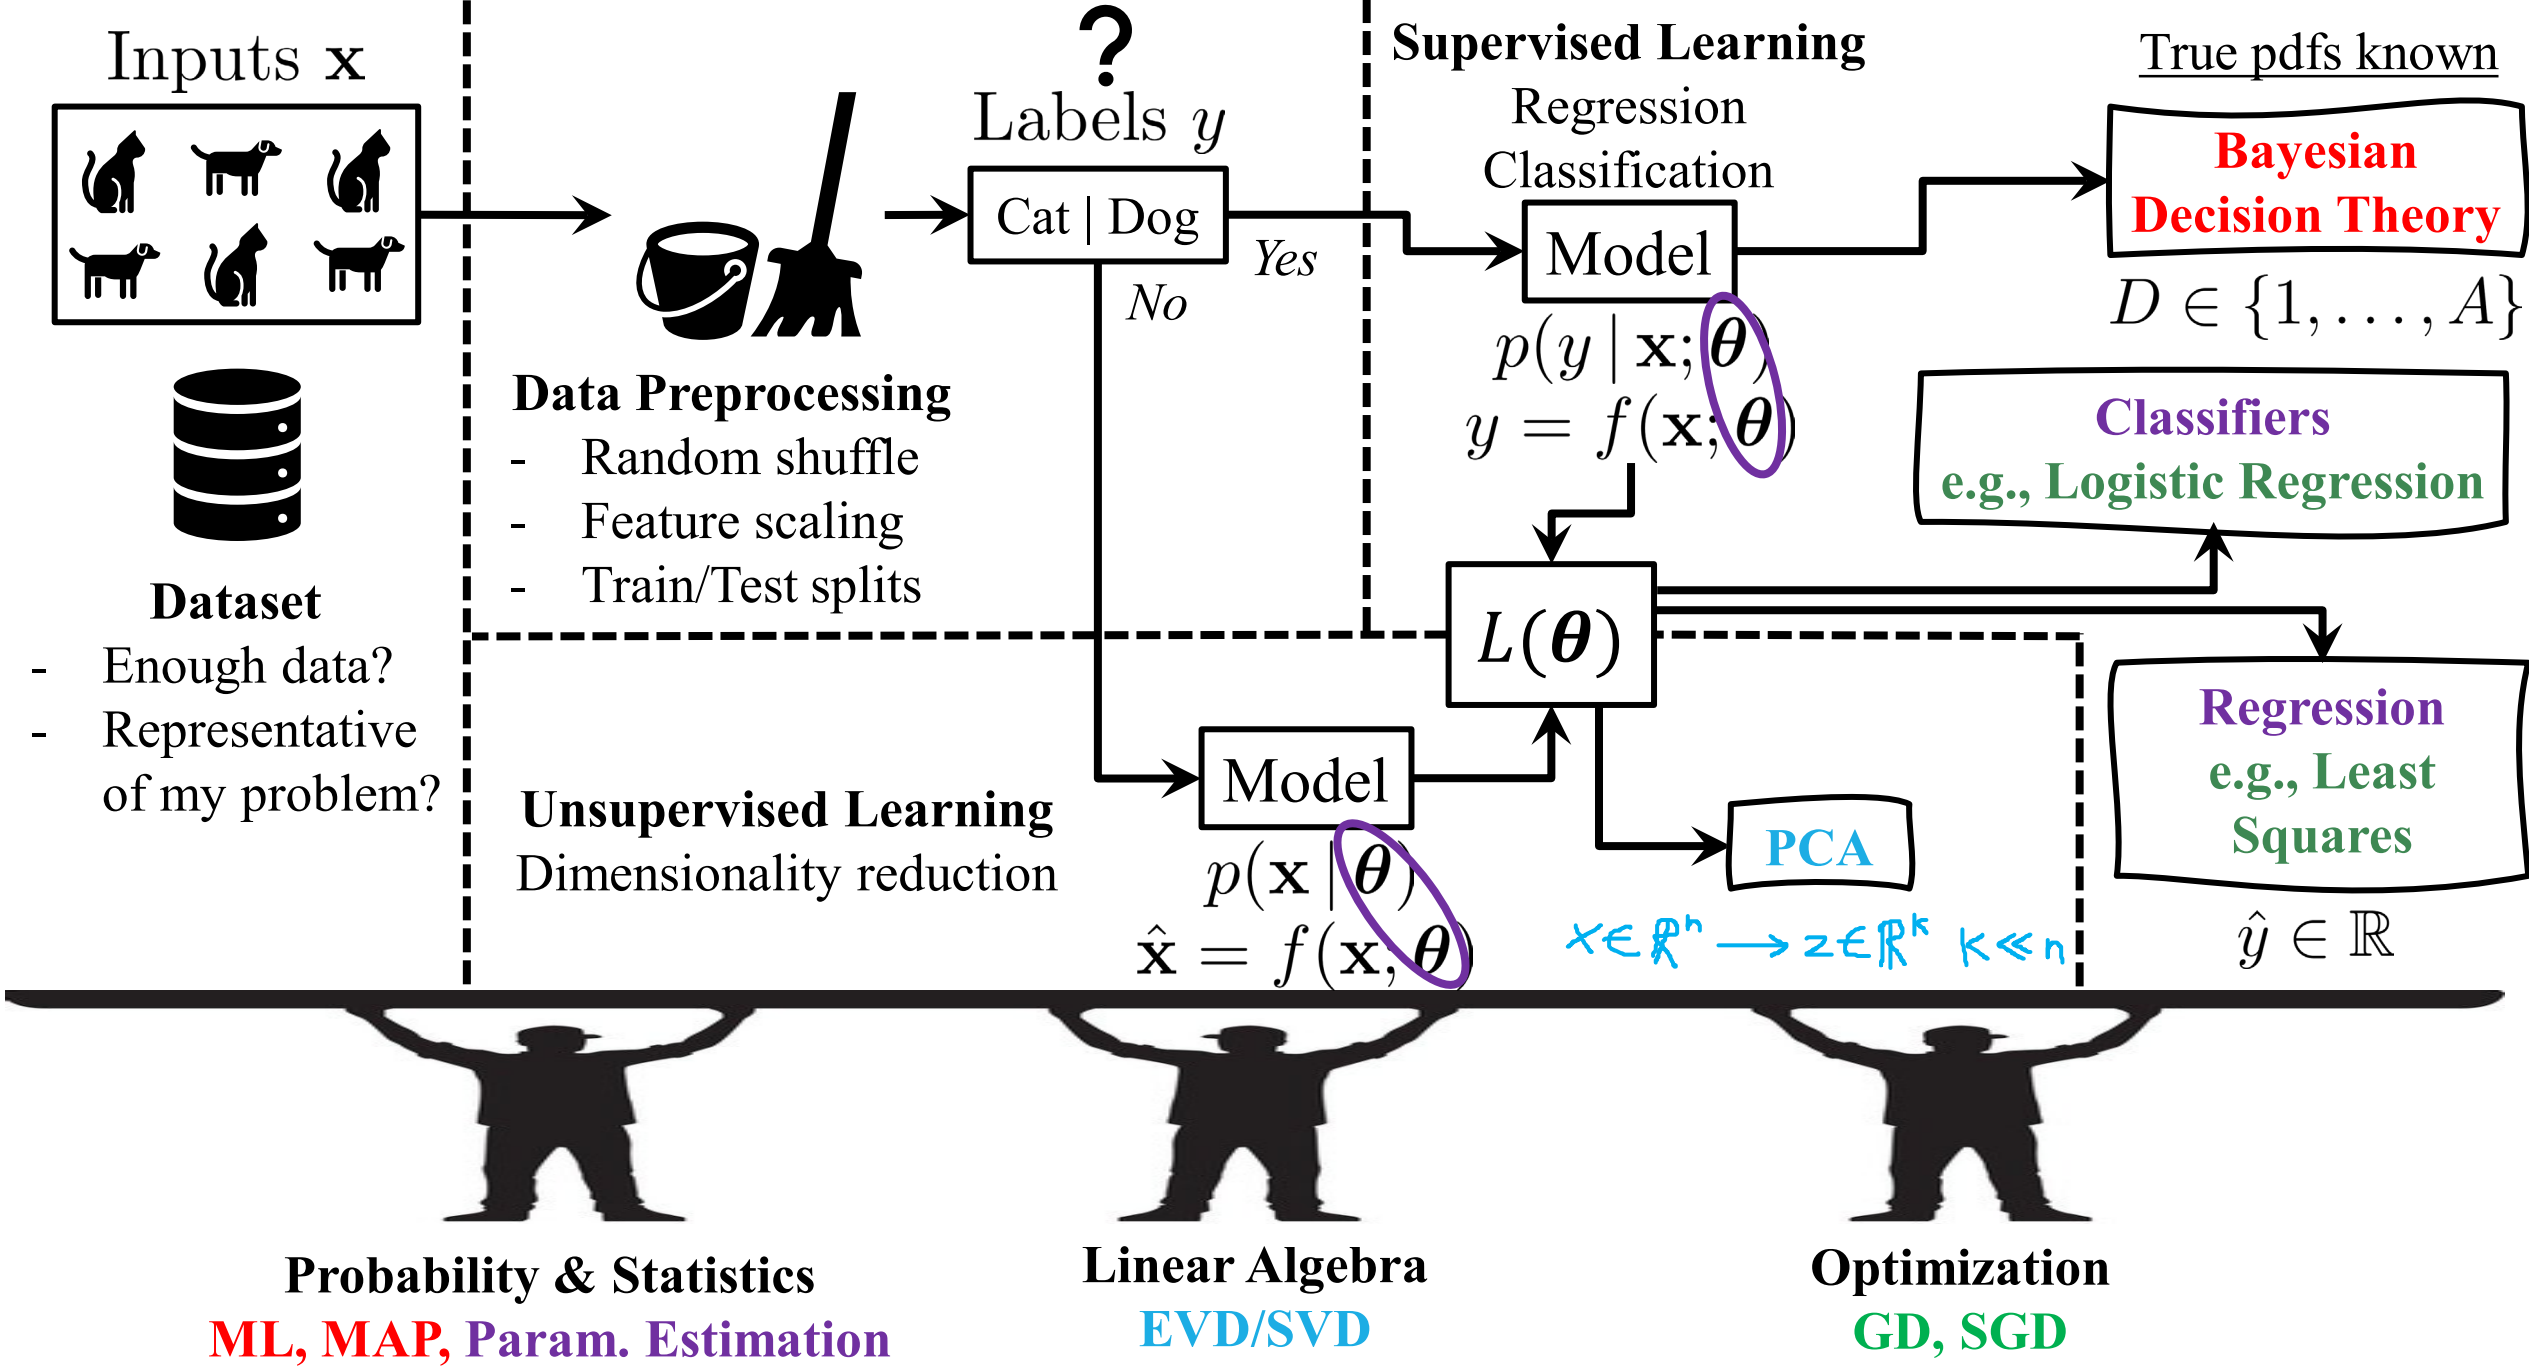 Inputs x
Dataset
- Enough data?
- Representative
of my problem?
?
Labels y
Cat | Dog
Yes
No
Data Preprocessing
- Random shuffle
- Feature scaling
- Train/Test splits
Supervised Learning
Regression
Classification
Model
p(y | x; θ)
y = f(x; θ)
L(θ)
True pdfs known
Bayesian
Decision Theory
D ∈ {1, . . . , A}
Classifiers
e.g., Logistic Regression
Regression
e.g., Least
Squares
ŷ ∈ ℝ
Unsupervised Learning
Dimensionality reduction
Model
p(x | θ)
x̂ = f(x; θ)
PCA
x ∈ ℝⁿ ⟶ z ∈ ℝᵏ k ≪ n
Probability & Statistics
ML, MAP, Param. Estimation
Linear Algebra
EVD/SVD
Optimization
GD, SGD